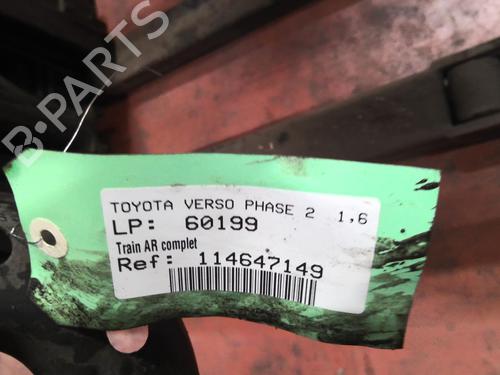 B-PARTS
TOYOTA VERSO PHASE 2 1,6
LP: 60199
Train AR complet
Ref: 114647149